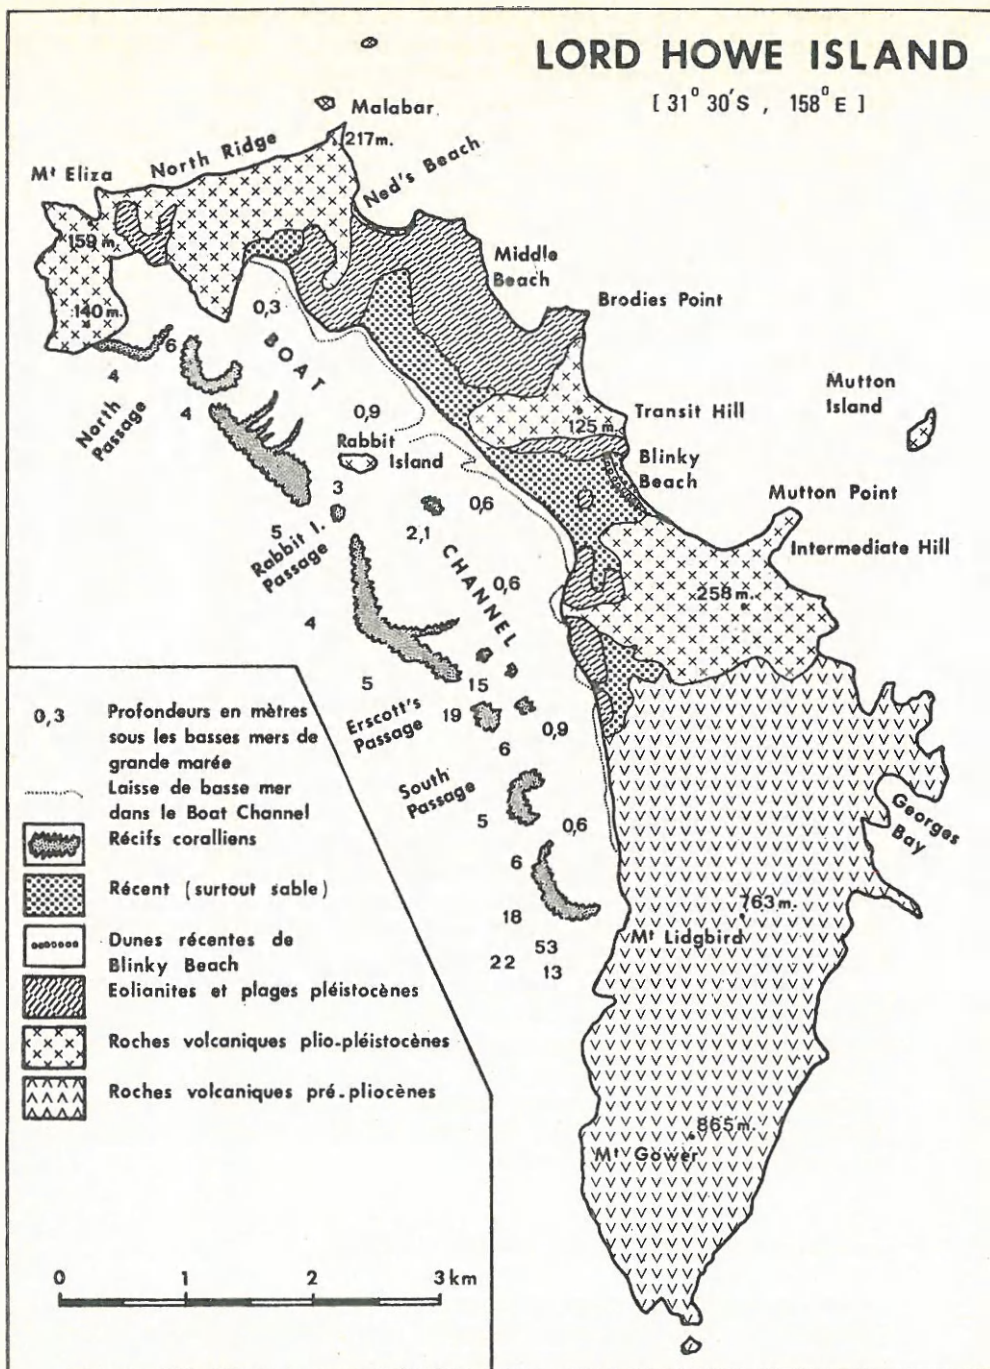 LORD HOWE ISLAND
[ 31° 30'S , 158° E ]
Malabar
217m.
North Ridge
Mt Eliza
Ned's Beach
159 m.
Middle
Beach
Brodies Point
140 m.
0,3
BOAT
6
4
North
Passage
4
0,9
Mutton
Island
Transit Hill
125 m.
Rabbit
Island
Blinky
Beach
3
0,6
Mutton Point
5
2,1
Rabbit I.
Passage
CHANNEL
Intermediate Hill
0,6
258 m.
4
5
15
19
Erscott's
Passage
0,9
6
South
Passage
5
0,6
Georges
Bay
6
18
763 m.
Mt Lidgbird
53
22
13
865 m.
Mt Gower
0,3 Profondeurs en mètres
sous les basses mers de
grande marée
Laisse de basse mer
dans le Boat Channel
Récifs coralliens
Récent (surtout sable)
Dunes récentes de
Blinky Beach
Eolianites et plages pléistocènes
Roches volcaniques plio-pléistocènes
Roches volcaniques pré-pliocènes
0 1 2 3 km